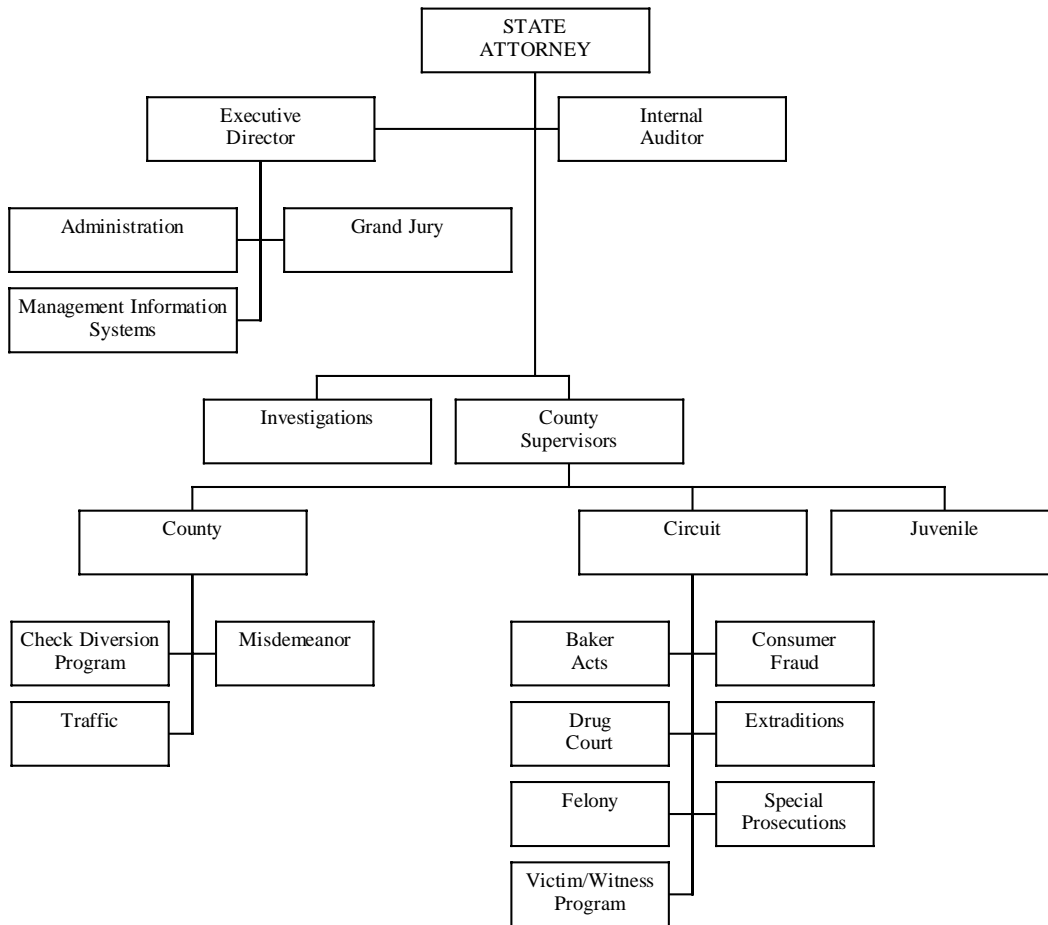 STATE
ATTORNEY
Executive
Director
Internal
Auditor
Administration
Grand Jury
Management Information
Systems
Investigations
County
Supervisors
County
Circuit
Juvenile
Check Diversion
Program
Misdemeanor
Baker
Acts
Consumer
Fraud
Traffic
Drug
Court
Extraditions
Felony
Special
Prosecutions
Victim/Witness
Program